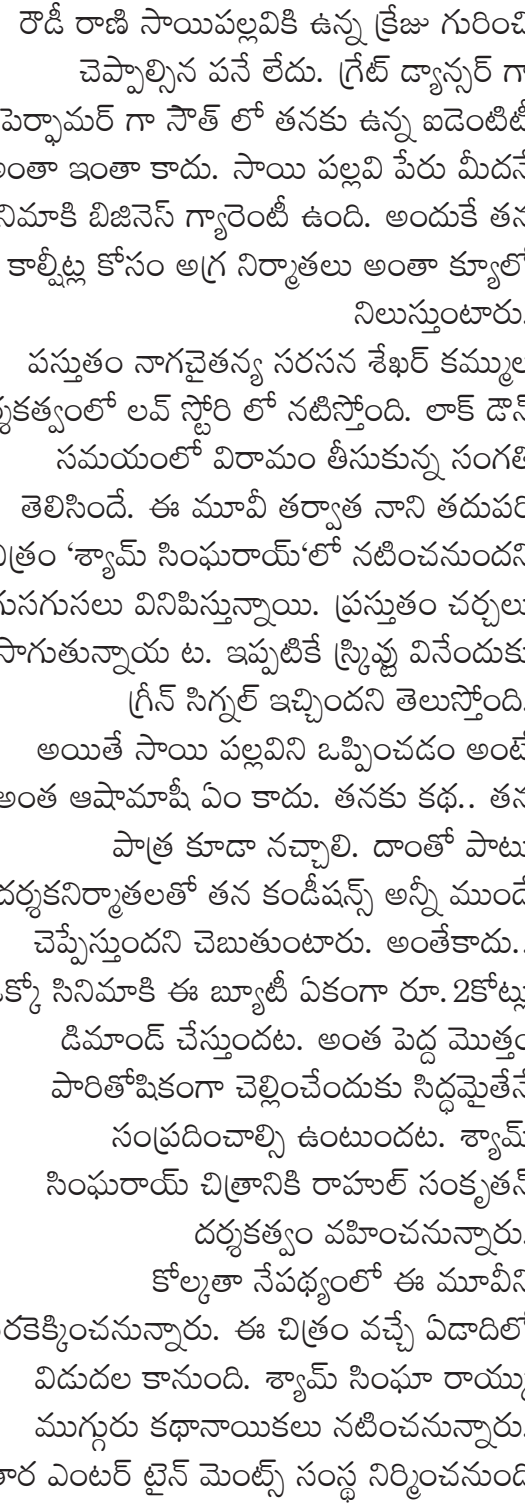 రౌడీ రాణి సాయిపల్లవికి ఉన్న క్రేజు గురించి
చెప్పాల్సిన పనే లేదు. గ్రేట్ డ్యాన్సర్ గా
పెర్ఫామర్ గా సౌత్ లో తనకు ఉన్న ఐడెంటిటీ
అంతా ఇంతా కాదు. సాయి పల్లవి పేరు మీదనే
సినిమాకి బిజినెస్ గ్యారెంటీ ఉంది. అందుకే తన
కాల్షీట్ల కోసం అగ్ర నిర్మాతలు అంతా క్యూలో
నిలుస్తుంటారు.
పస్తుతం నాగచైతన్య సరసన శేఖర్ కమ్ముల
దర్శకత్వంలో లవ్ స్టోరి లో నటిస్తోంది. లాక్ డౌన్
సమయంలో విరామం తీసుకున్న సంగతి
తెలిసిందే. ఈ మూవీ తర్వాత నాని తదుపరి
చిత్రం ‘శ్యామ్ సింఘరాయ్‘లో నటించనుందని
గుసగుసలు వినిపిస్తున్నాయి. ప్రస్తుతం చర్చలు
సాగుతున్నాయ ట. ఇప్పటికే స్క్రివ్టు వినేందుకు
గ్రీన్ సిగ్నల్ ఇచ్చిందని తెలుస్తోంది.
అయితే సాయి పల్లవిని ఒప్పించడం అంటే
అంత ఆషామాషీ ఏం కాదు. తనకు కథ.. తన
పాత్ర కూడా నచ్చాలి. దాంతో పాటు
దర్శకనిర్మాతలతో తన కండీషన్స్ అన్నీ ముందే
చెప్పేస్తుందని చెబుతుంటారు. అంతేకాదు..
ఒక్కో సినిమాకి ఈ బ్యూటీ ఏకంగా రూ.2కోట్లు
డిమాండ్ చేస్తుందట. అంత పెద్ద మొత్తం
పారితోషికంగా చెల్లించేందుకు సిద్ధమైతేనే
సంప్రదించాల్సి ఉంటుందట. శ్యామ్
సింఘరాయ్ చిత్రానికి రాహుల్ సంకృతన్
దర్శకత్వం వహించనున్నారు.
కోల్కతా నేపథ్యంలో ఈ మూవీని
తెరకెక్కించనున్నారు. ఈ చిత్రం వచ్చే ఏడాదిలో
విడుదల కానుంది. శ్యామ్ సింఘా రాయ్కు
ముగ్గురు కథానాయికలు నటించనున్నారు.
ఎంటర్ టైన్ మెంట్స్ సంస్థ నిర్మించనుంది